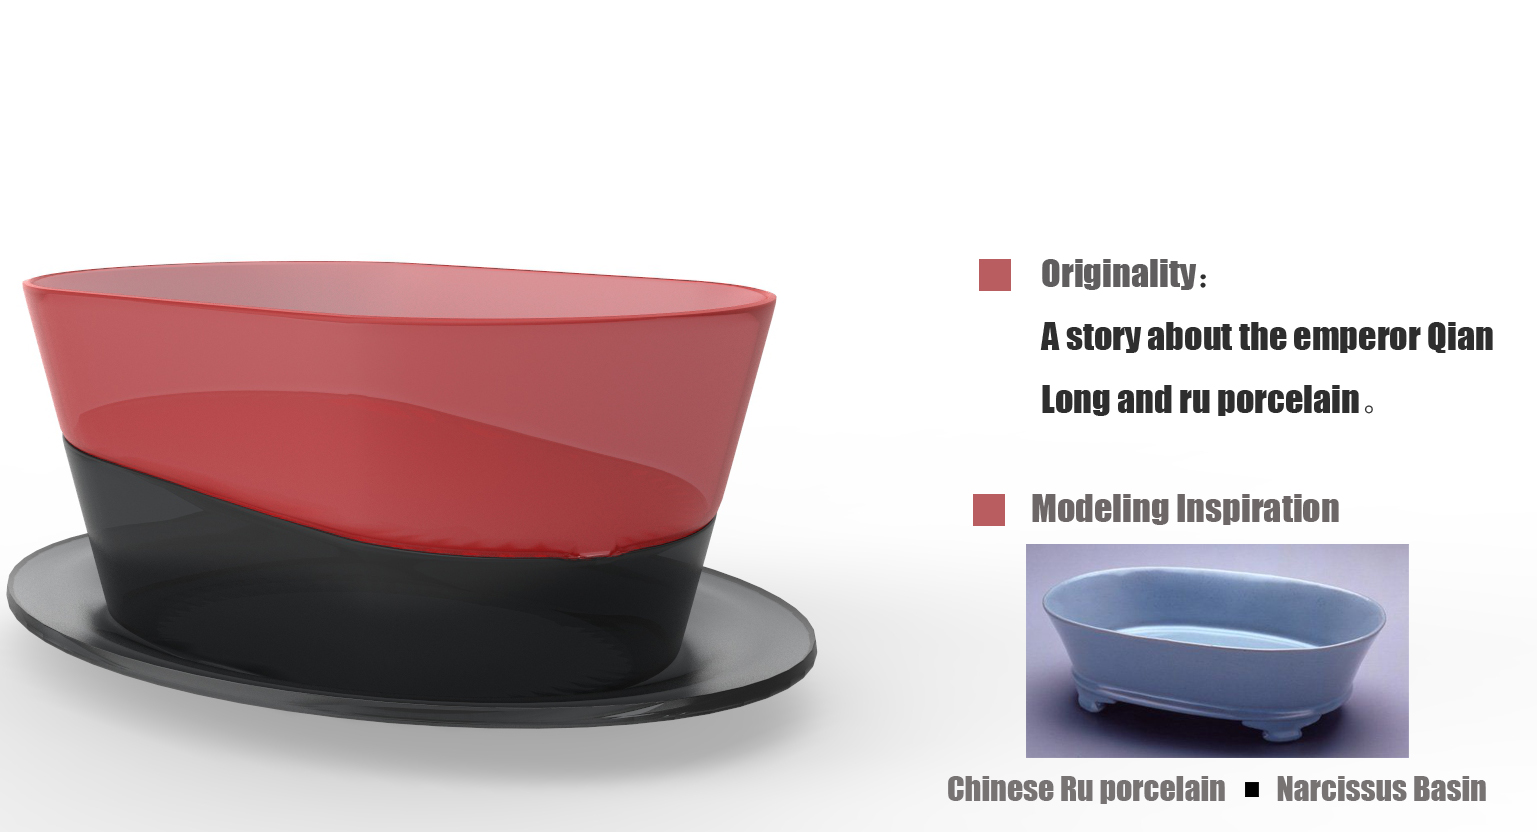 Originality：
A story about the emperor Qian
Long and ru porcelain。
Modeling Inspiration
Chinese Ru porcelain ▪ Narcissus Basin